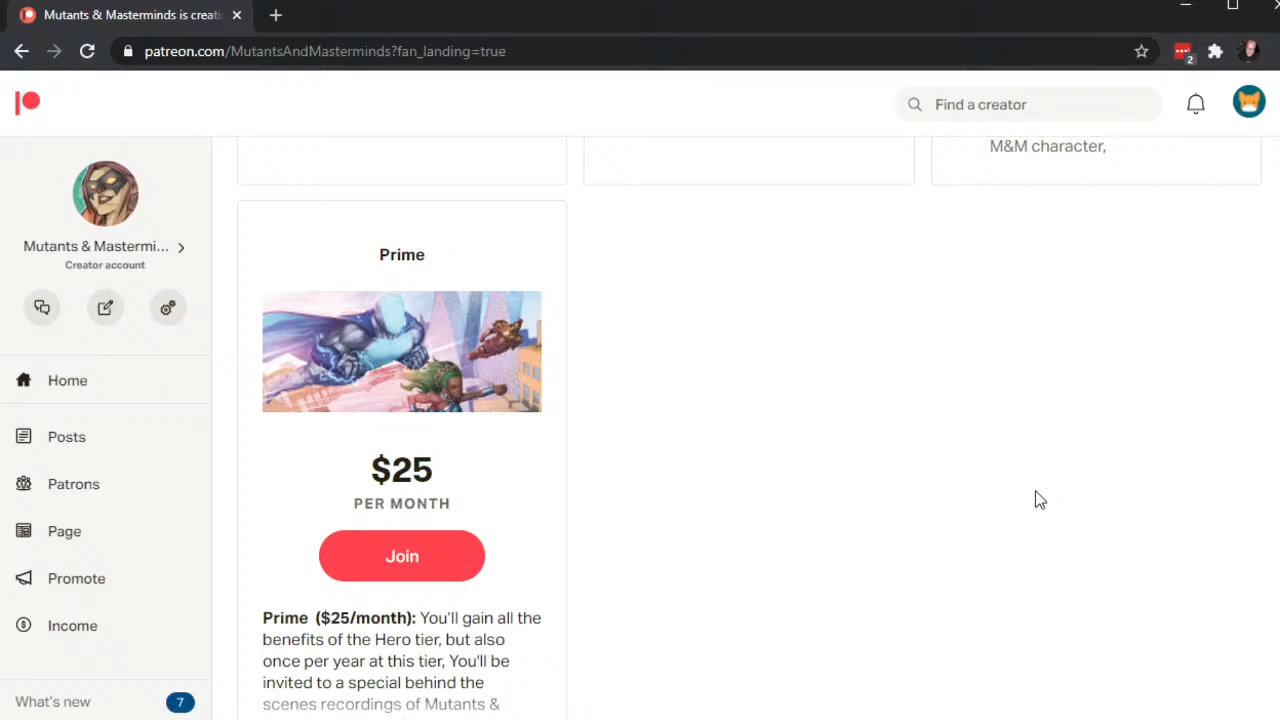 Mutants & Masterminds is creati
patreon.com/MutantsAndMasterminds?fan_landing=true
2
Find a creator
M&M character,
Mutants & Mastermi...
Creator account
Home
Posts
Patrons
Page
Promote
Income
What's new
7
Prime
$25
PER MONTH
Join
Prime ($25/month): You'll gain all the
benefits of the Hero tier, but also
once per year at this tier, You'll be
invited to a special behind the
scenes recordings of Mutants &